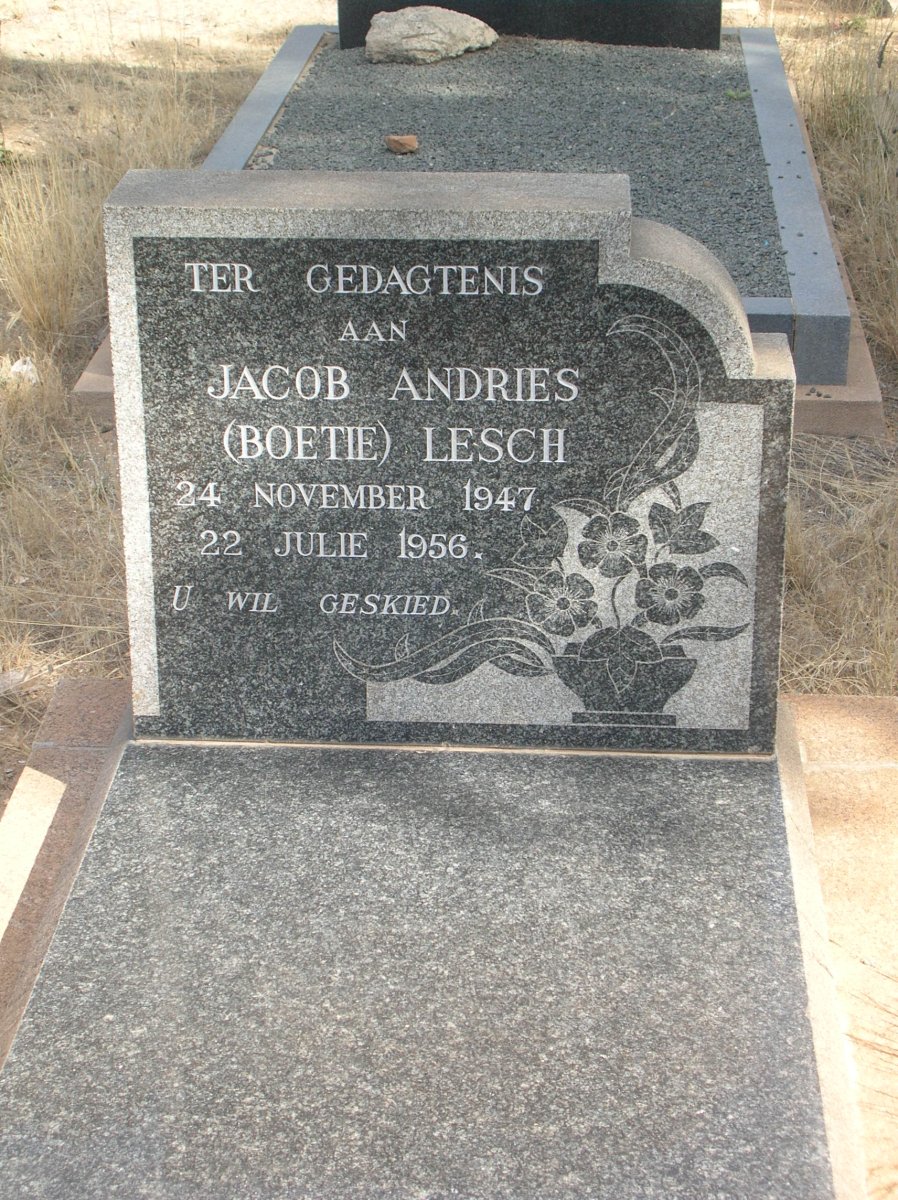 TER GEDAGTENIS
AAN
JACOB ANDRIES
(BOETIE) LESCH
24 NOVEMBER 1947
22 JULIE 1956.
U WIL GESKIED.